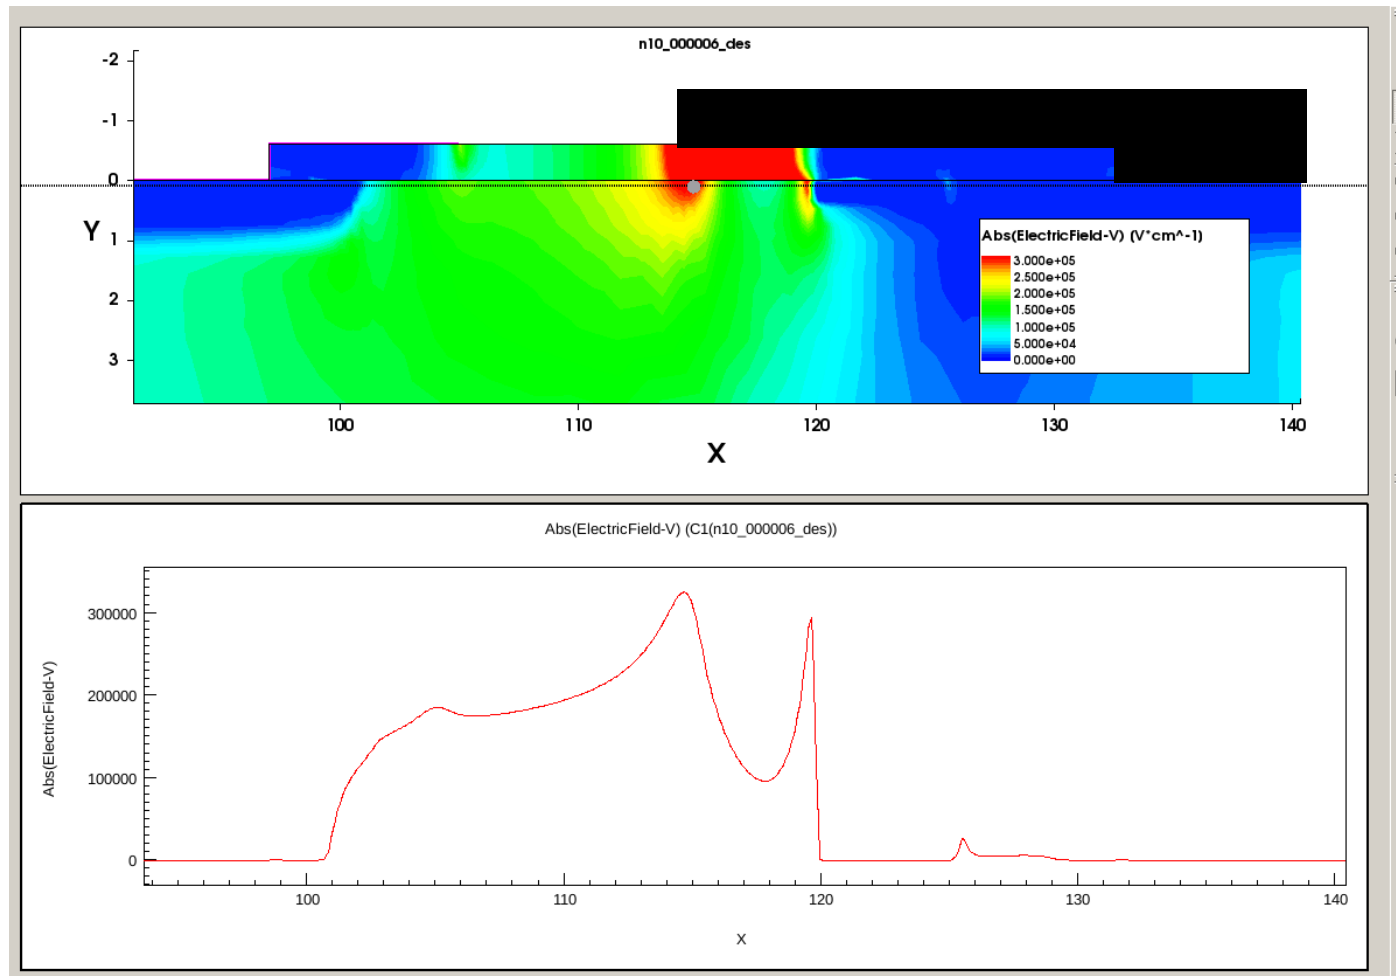 n10_000006_des
-2
-1
0
Y
1
2
3
Abs(ElectricField-V) (V*cm^-1)
3.000e+05
2.500e+05
2.000e+05
1.500e+05
1.000e+05
5.000e+04
0.000e+00
100 110 120 130 140
X
Abs(ElectricField-V) (C1(n10_000006_des))
Abs(ElectricField-V)
300000
200000
100000
0
100 110 120 130 140
X